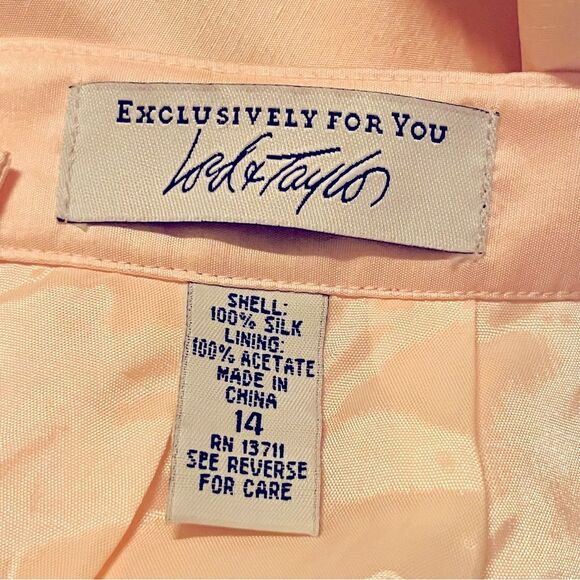 EXCLUSIVELY FOR YOU
Lord & Taylor
SHELL:
100% SILK
LINING:
100% ACETATE
MADE IN
CHINA
14
RN 13711
SEE REVERSE
FOR CARE